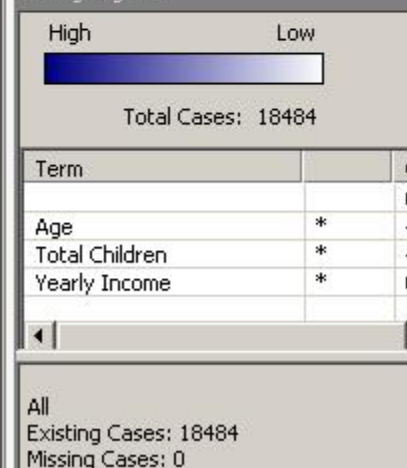 High Low
Total Cases: 18484
Term
Age *
Total Children *
Yearly Income *
All
Existing Cases: 18484
Missing Cases: 0